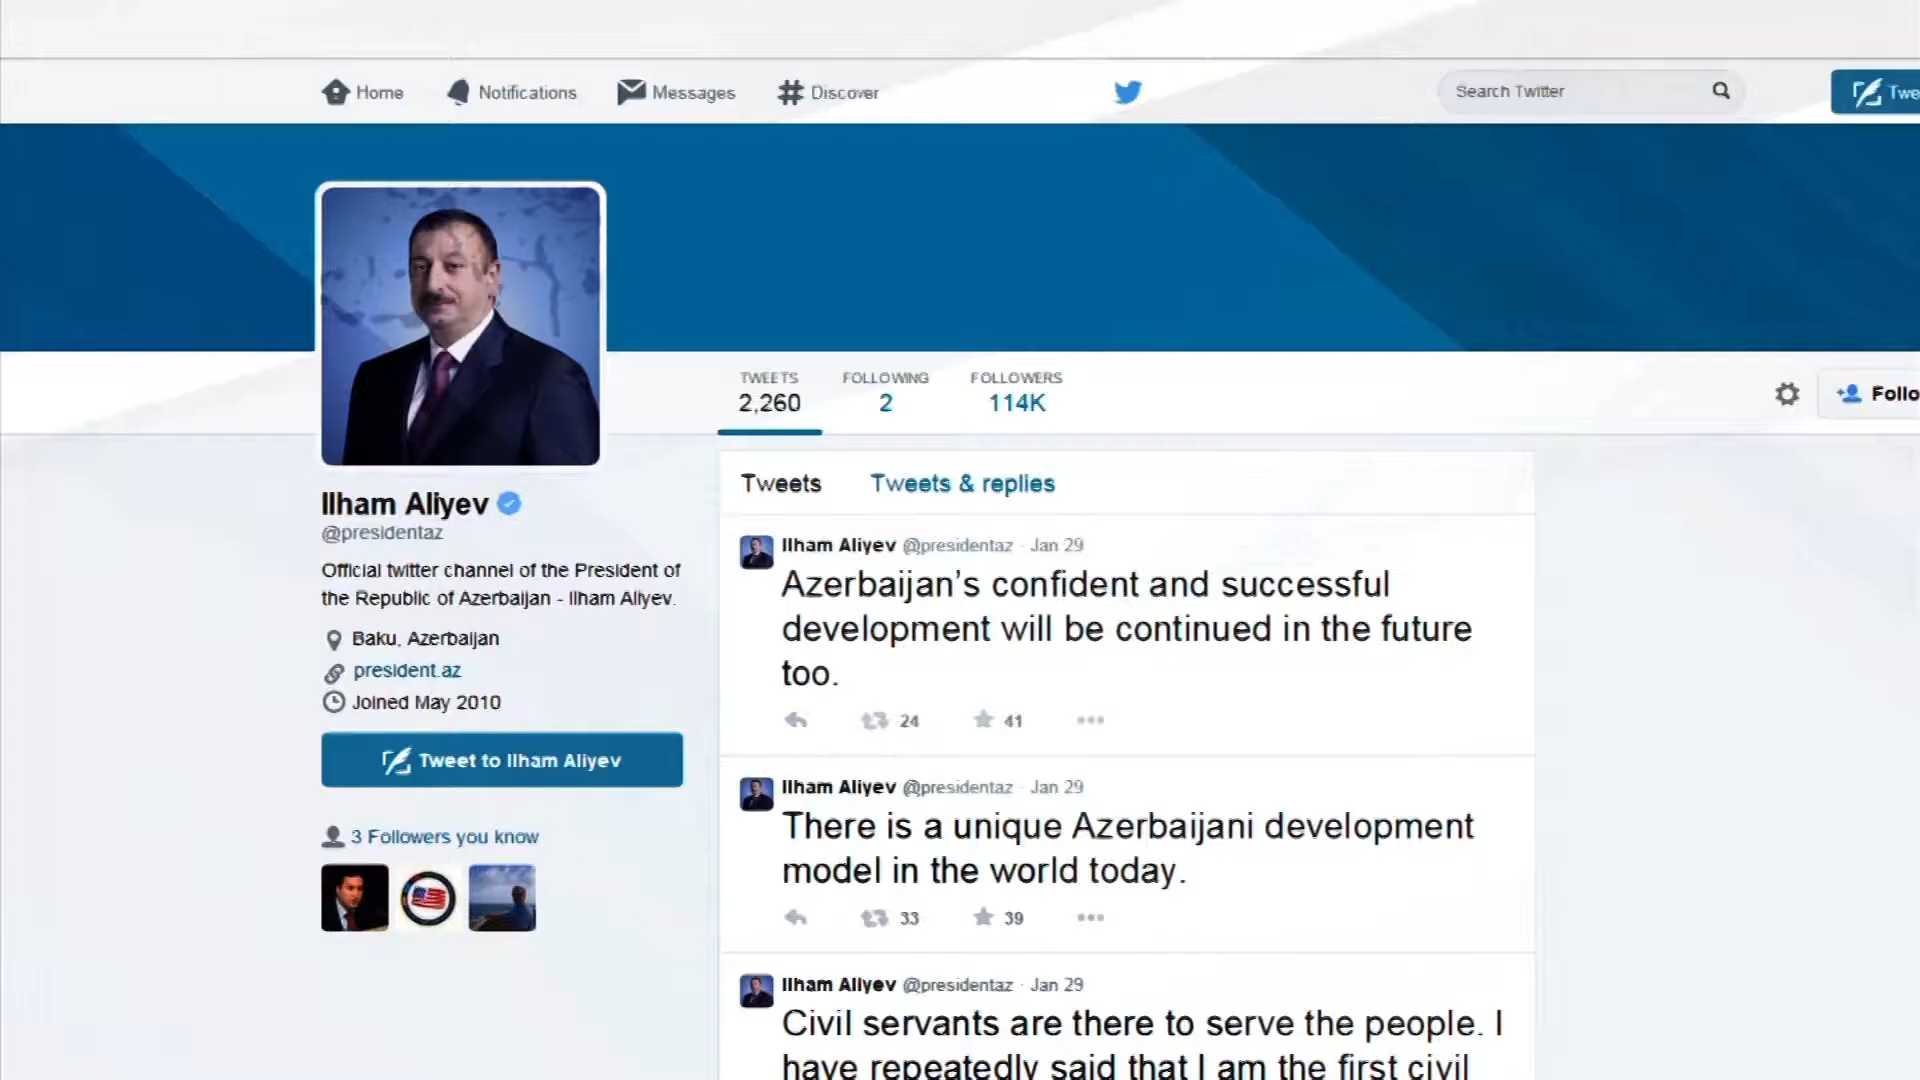 Home Notifications Messages Discover Search Twitter Twe
TWEETS FOLLOWING FOLLOWERS
2,260 2 114K
Follo
Ilham Aliyev
@presidentaz
Official twitter channel of the President of
the Republic of Azerbaijan - Ilham Aliyev.
Baku, Azerbaijan
president.az
Joined May 2010
Tweet to Ilham Aliyev
3 Followers you know
Tweets Tweets & replies
Ilham Aliyev @presidentaz · Jan 29
Azerbaijan’s confident and successful
development will be continued in the future
too.
24 41
Ilham Aliyev @presidentaz · Jan 29
There is a unique Azerbaijani development
model in the world today.
33 39
Ilham Aliyev @presidentaz · Jan 29
Civil servants are there to serve the people. I
have repeatedly said that I am the first civil